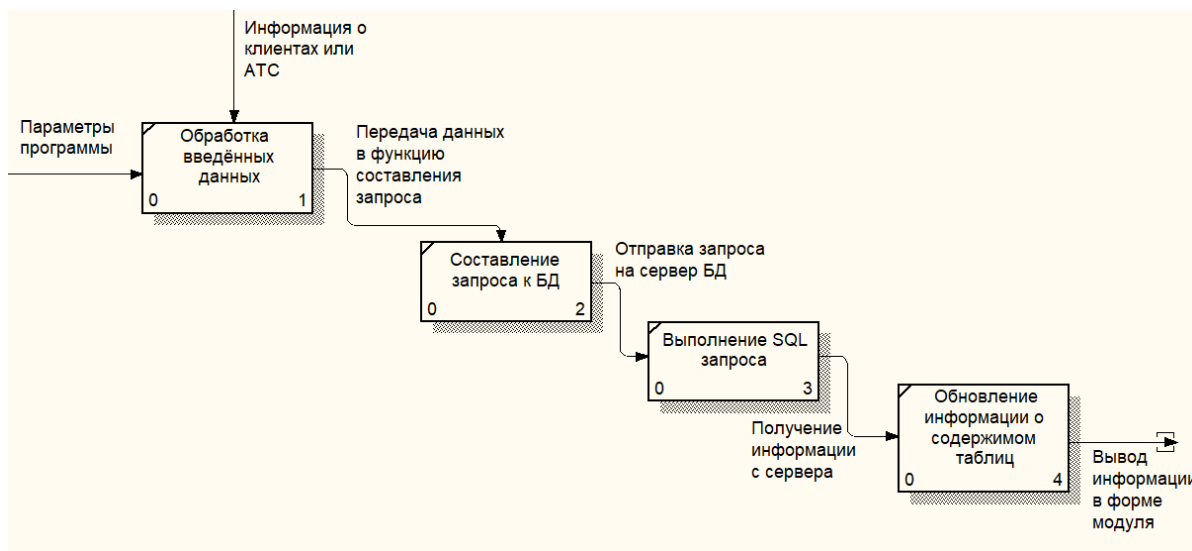 Информация о
клиентах или
АТС
Параметры
программы
Обработка
введённых
данных
0 1
Передача данных
в функцию
составления
запроса
Составление
запроса к БД
0 2
Отправка запроса
на сервер БД
Выполнение SQL
запроса
0 3
Получение
информации
с сервера
Обновление
информации о
содержимом
таблиц
0 4
Вывод
информации
в форме
модуля